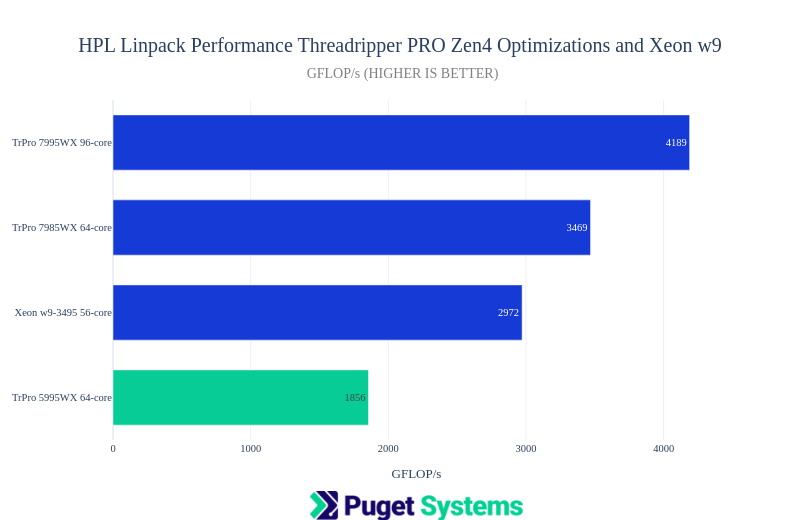 HPL Linpack Performance Threadripper PRO Zen4 Optimizations and Xeon w9
GFLOP/s (HIGHER IS BETTER)
TrPro 7995WX 96-core 4189
TrPro 7985WX 64-core 3469
Xeon w9-3495 56-core 2972
TrPro 5995WX 64-core 1856
0 1000 2000 3000 4000
GFLOP/s
Puget Systems